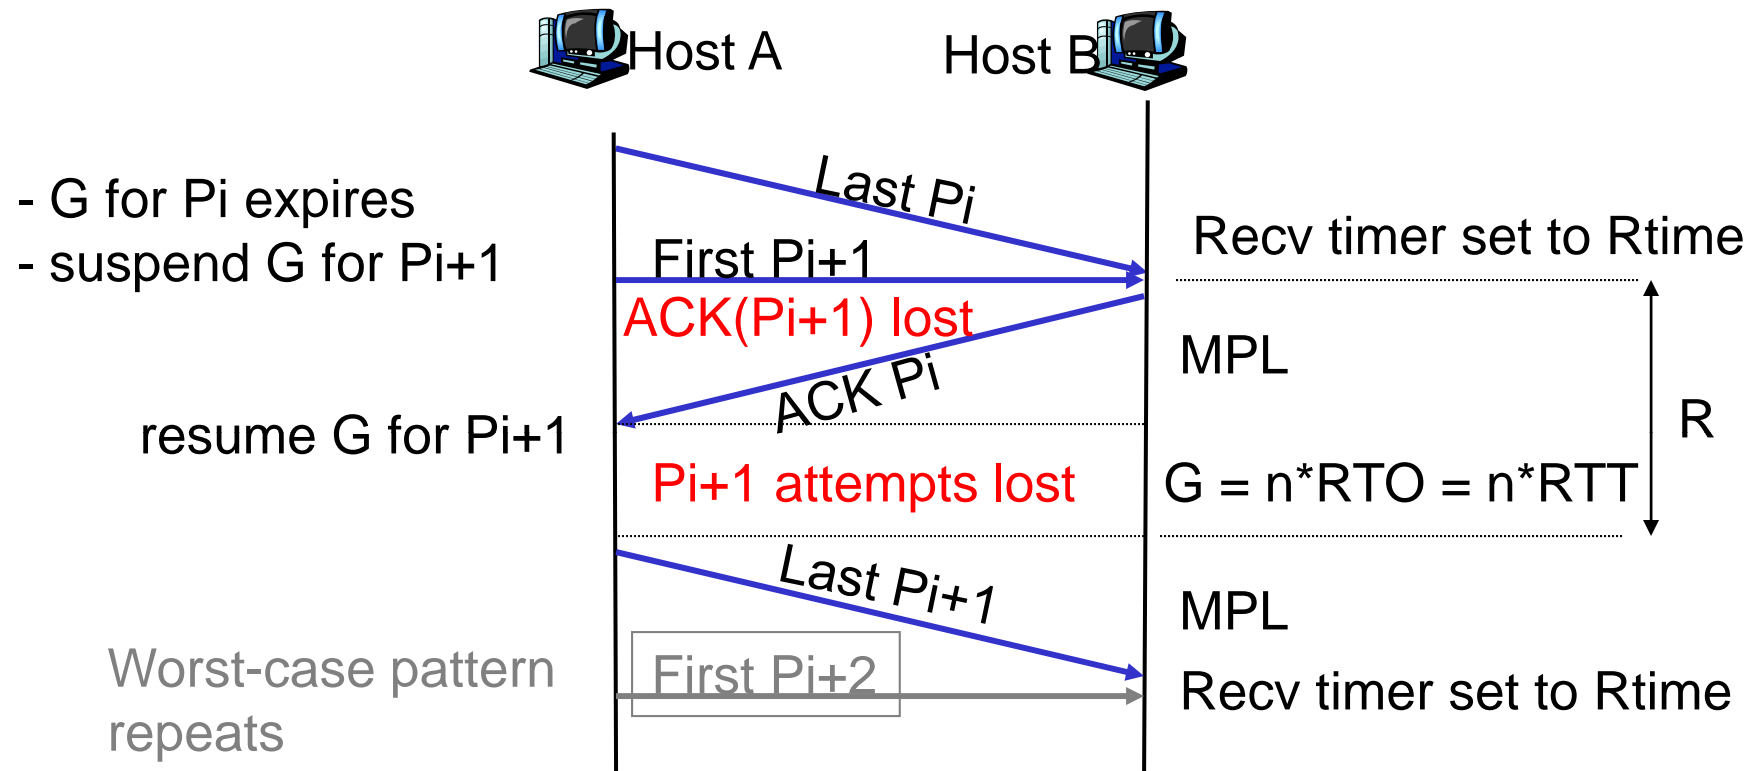 Host A
Host B
Last Pi
- G for Pi expires
- suspend G for Pi+1
First Pi+1
Recv timer set to Rtime
ACK(Pi+1) lost
MPL
ACK Pi
R
resume G for Pi+1
Pi+1 attempts lost
G = n*RTO = n*RTT
Last Pi+1
MPL
Worst-case pattern
repeats
First Pi+2
Recv timer set to Rtime